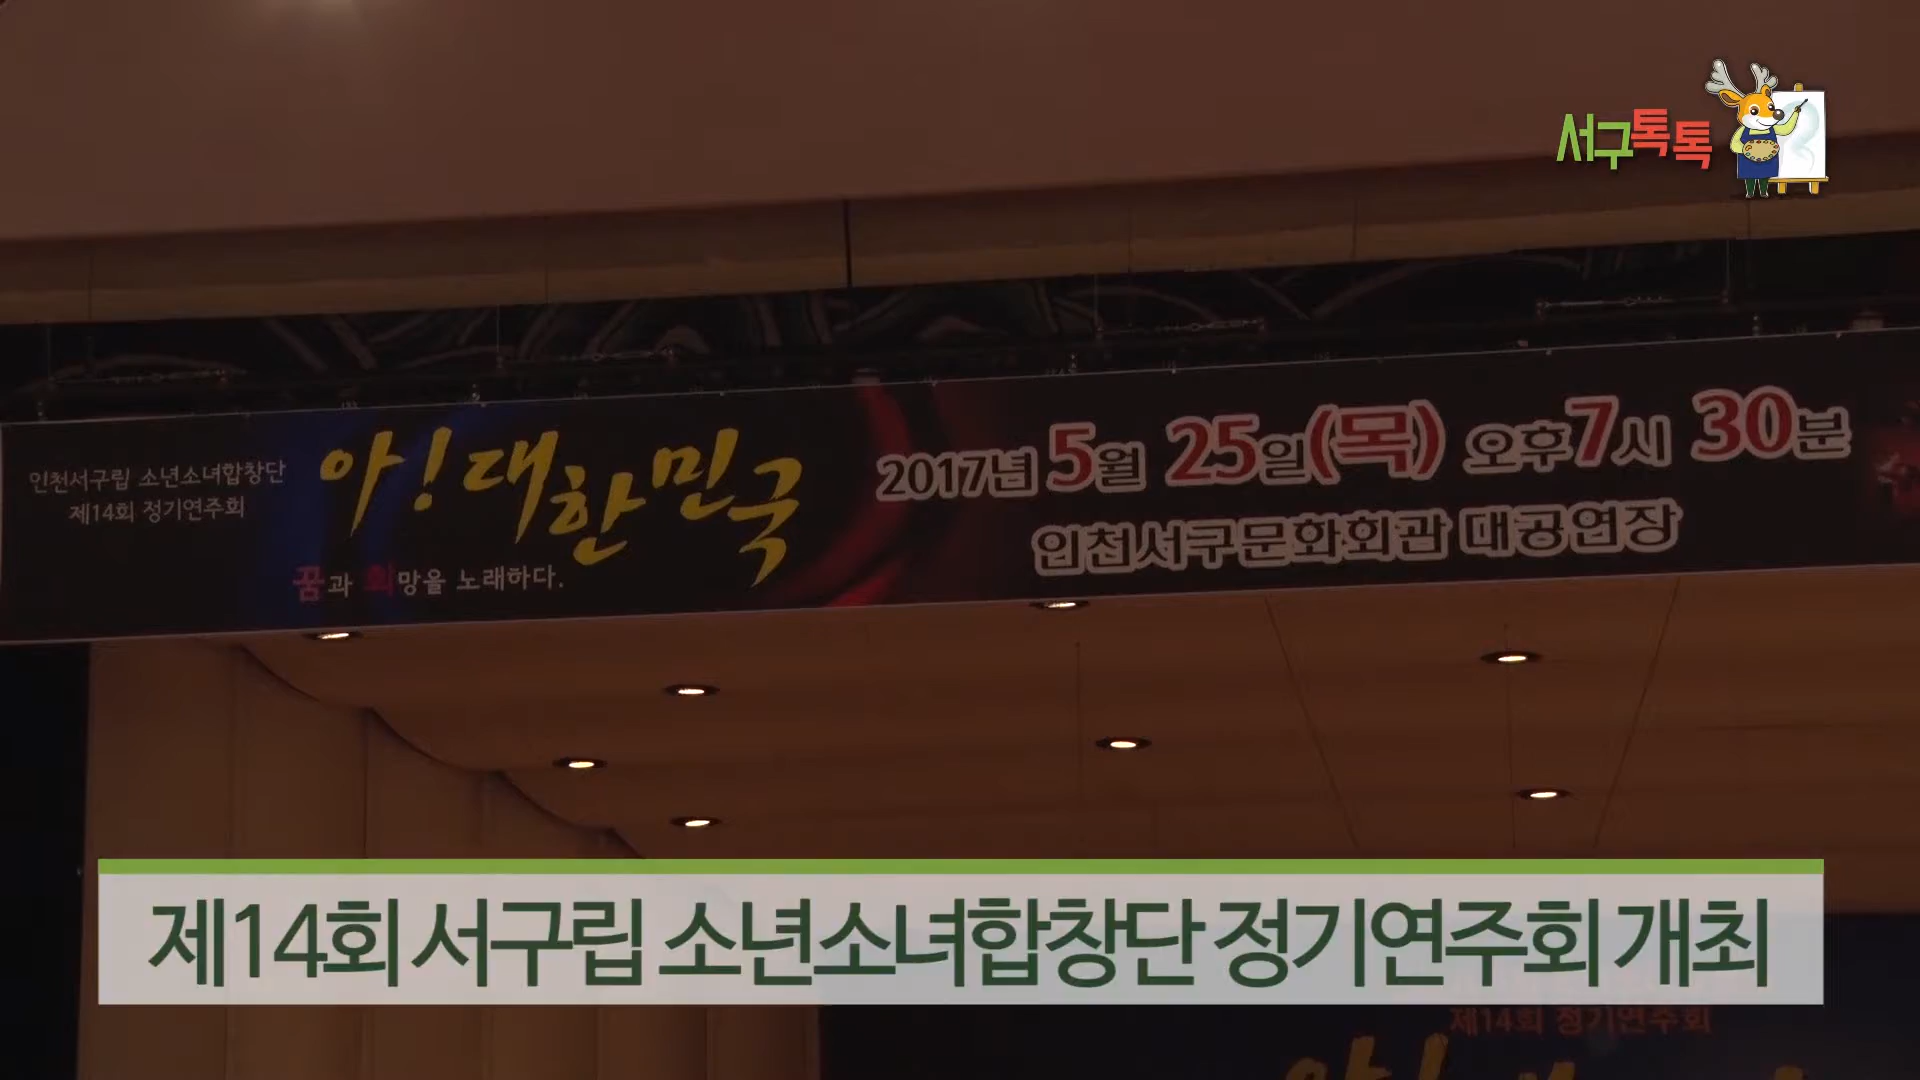 서구톡톡
인천서구립 소년소녀합창단
제14회 정기연주회
아! 대한민국
꿈과 희망을 노래하다.
2017년 5월 25일(목) 오후7시 30분
인천서구문화회관 대공연장
제14회 서구립 소년소녀합창단 정기연주회 개최
제14회 정기연주회